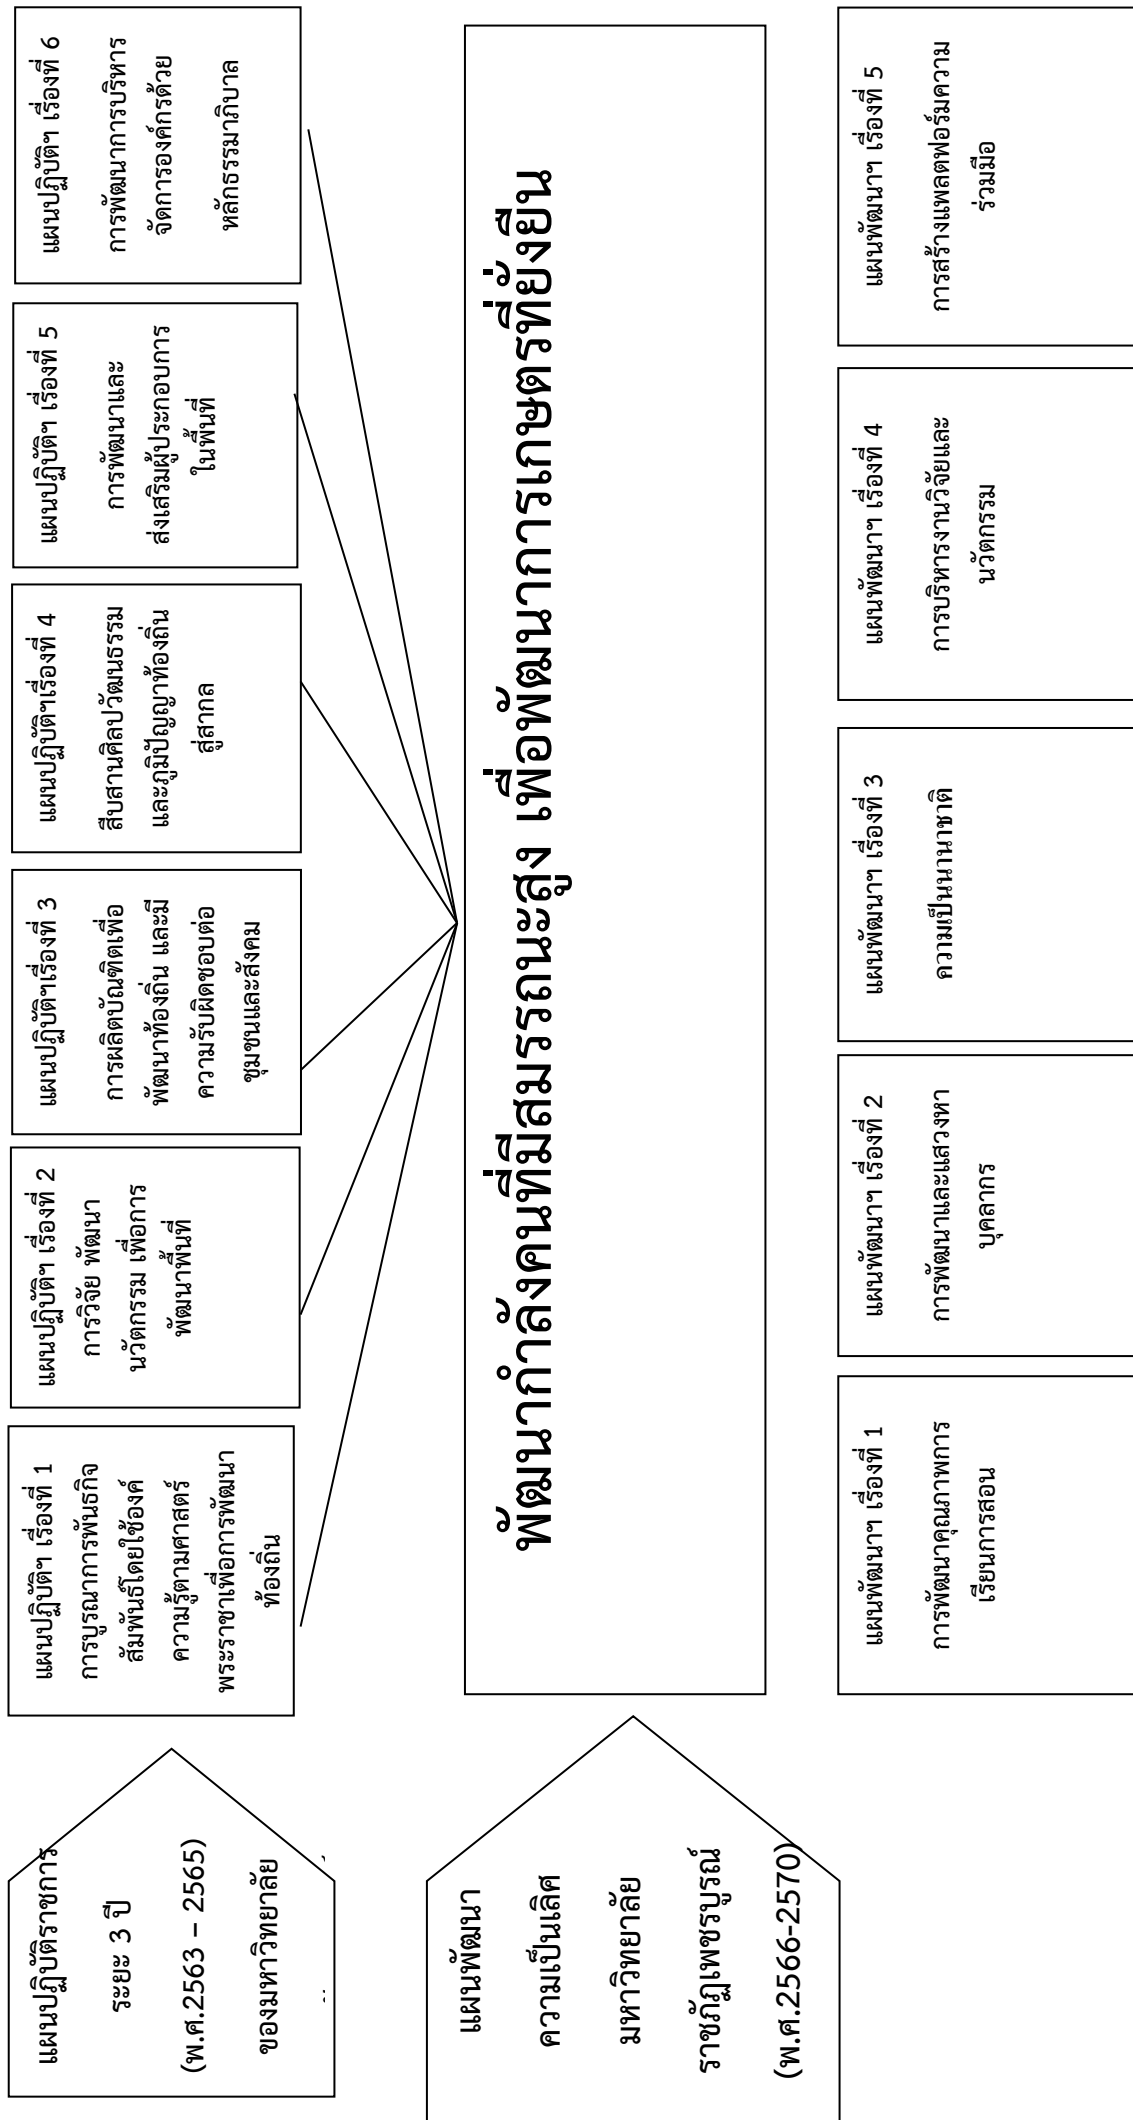 แผนปฏิบัติราชการ
ระยะ 3 ปี
(พ.ศ.2563 – 2565)
ของมหาวิทยาลัย
แผนปฏิบัติฯ เรื่องที่ 1
การบูรณาการพันธกิจ
สัมพันธ์โดยใช้องค์
ความรู้ตามศาสตร์
พระราชาเพื่อการพัฒนา
ท้องถิ่น
แผนปฏิบัติฯ เรื่องที่ 2
การวิจัย พัฒนา
นวัตกรรม เพื่อการ
พัฒนาพื้นที่
แผนปฏิบัติฯเรื่องที่ 3
การผลิตบัณฑิตเพื่อ
พัฒนาท้องถิ่น และมี
ความรับผิดชอบต่อ
ชุมชนและสังคม
แผนปฏิบัติฯเรื่องที่ 4
สืบสานศิลปวัฒนธรรม
และภูมิปัญญาท้องถิ่น
สู่สากล
แผนปฏิบัติฯ เรื่องที่ 5
การพัฒนาและ
ส่งเสริมผู้ประกอบการ
ในพื้นที่
แผนปฏิบัติฯ เรื่องที่ 6
การพัฒนาการบริหาร
จัดการองค์กรด้วย
หลักธรรมาภิบาล
แผนพัฒนา
ความเป็นเลิศ
มหาวิทยาลัย
ราชภัฏเพชรบูรณ์
(พ.ศ.2566-2570)
พัฒนากำลังคนที่มีสมรรถนะสูง เพื่อพัฒนาการเกษตรที่ยั่งยืน
แผนพัฒนาฯ เรื่องที่ 1
การพัฒนาคุณภาพการ
เรียนการสอน
แผนพัฒนาฯ เรื่องที่ 2
การพัฒนาและแสวงหา
บุคลากร
แผนพัฒนาฯ เรื่องที่ 3
ความเป็นนานาชาติ
แผนพัฒนาฯ เรื่องที่ 4
การบริหารงานวิจัยและ
นวัตกรรม
แผนพัฒนาฯ เรื่องที่ 5
การสร้างแพลตฟอร์มความ
ร่วมมือ